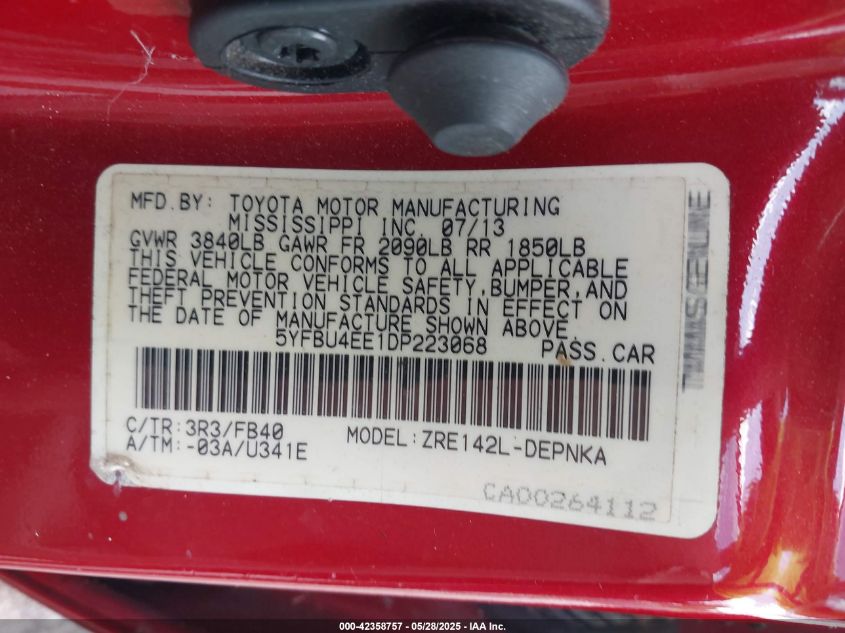 MFD.BY: TOYOTA MOTOR MANUFACTURING
MISSISSIPPI INC. 07/13
GVWR 3840LB GAWR FR 2090LB RR 1850LB
THIS VEHICLE CONFORMS TO ALL APPLICABLE
FEDERAL MOTOR VEHICLE SAFETY,BUMPER,AND
THEFT PREVENTION STANDARDS IN EFFECT ON
THE DATE OF MANUFACTURE SHOWN ABOVE.
5YFBU4EE1DP223068 PASS.CAR
C/TR:3R3/FB40 MODEL:ZRE142L-DEPNKA
A/TM:-03A/U341E
CA00264112
000-42358757 - 05/28/2025 - IAA Inc.